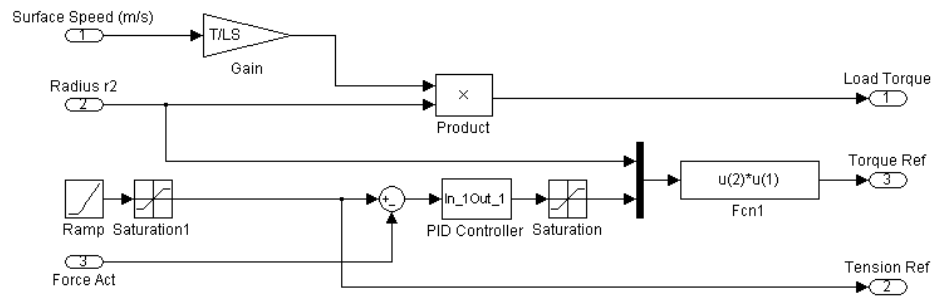 Surface Speed (m/s)
1
T/LS
Gain
Radius r2
2
×
Product
Load Torque
1
u(2)*u(1)
Fcn1
Torque Ref
3
Ramp
Saturation1
+
-
In_1Out_1
PID Controller
Saturation
3
Force Act
Tension Ref
2